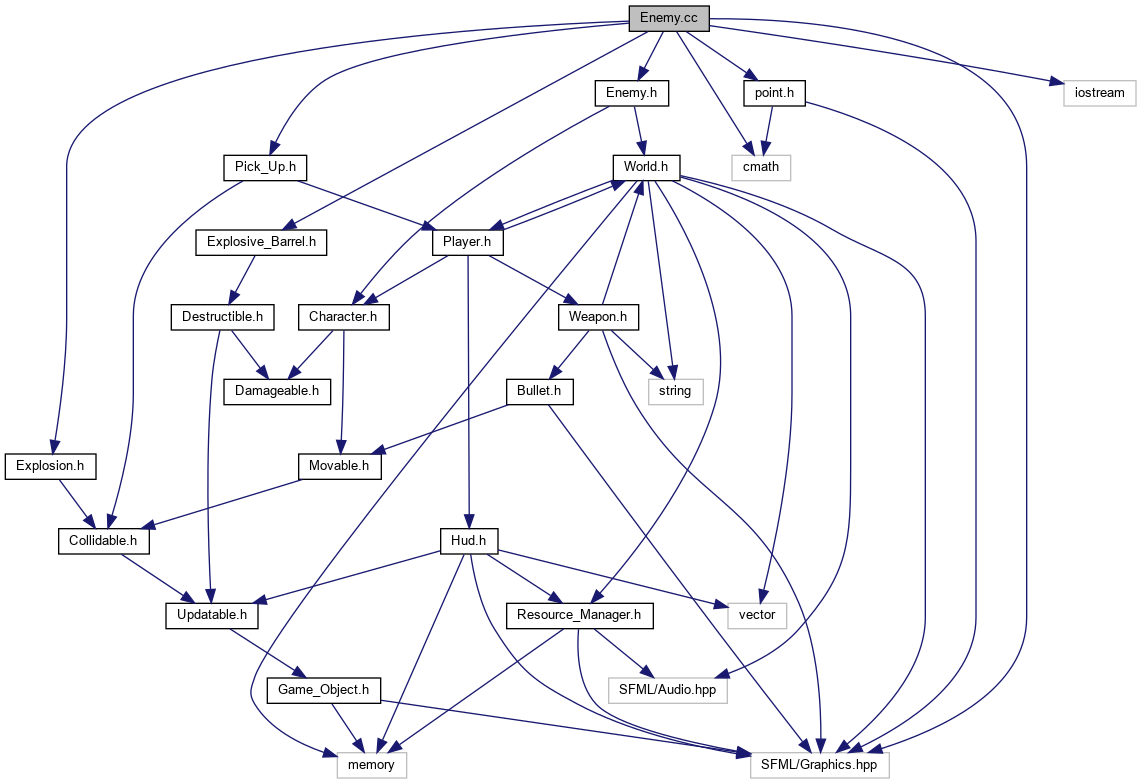 Enemy.cc
Enemy.h
point.h
iostream
Pick_Up.h
World.h
cmath
Explosive_Barrel.h
Player.h
Destructible.h
Character.h
Weapon.h
Damageable.h
Bullet.h
string
Explosion.h
Movable.h
Collidable.h
Hud.h
Updatable.h
Resource_Manager.h
vector
Game_Object.h
SFML/Audio.hpp
memory
SFML/Graphics.hpp